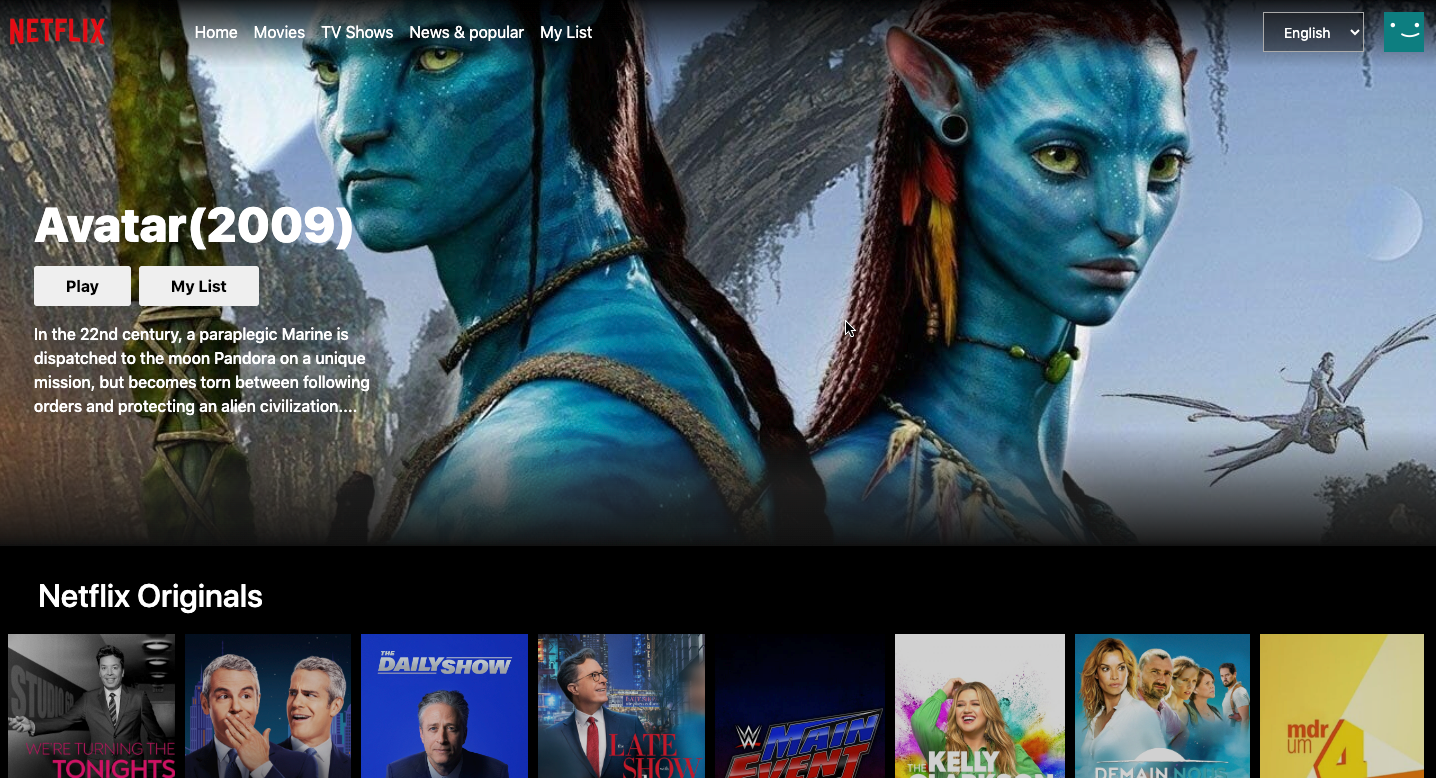 NETFLIX
Home Movies TV Shows News & popular My List
English
Avatar(2009)
Play My List
In the 22nd century, a paraplegic Marine is
dispatched to the moon Pandora on a unique
mission, but becomes torn between following
orders and protecting an alien civilization....
Netflix Originals
STUDIO
WE'RE TURNING THE
TONIGHTS
THE
DAILY SHOW
LATE
SHOW
W
MAIN
EVENT
THE KELLY
CLARKSON
DEMAIN NOUS
mdr
um 4